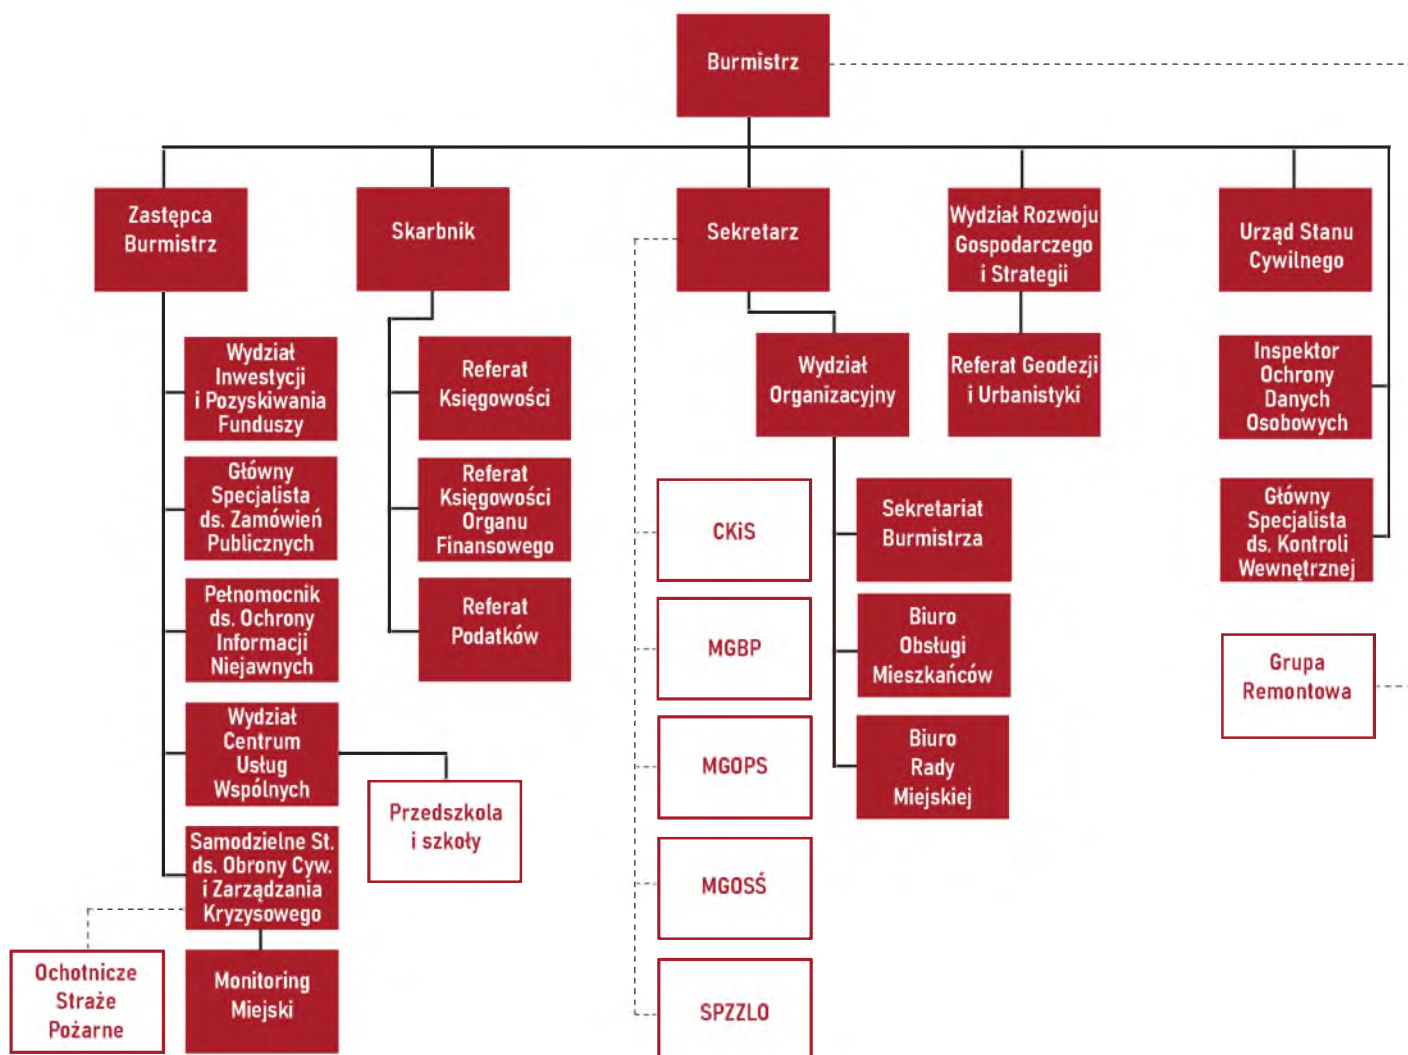 Burmistrz
Zastępca
Burmistrz
Skarbnik
Sekretarz
Wydział Rozwoju
Gospodarczego
i Strategii
Urząd Stanu
Cywilnego
Wydział
Inwestycji
i Pozyskiwania
Funduszy
Referat
Księgowości
Wydział
Organizacyjny
Referat Geodezji
i Urbanistyki
Inspektor
Ochrony
Danych
Osobowych
Główny
Specjalista
ds. Zamówień
Publicznych
Referat
Księgowości
Organu
Finansowego
CKiS
Sekretariat
Burmistrza
Główny
Specjalista
ds. Kontroli
Wewnętrznej
Pełnomocnik
ds. Ochrony
Informacji
Niejawnych
Referat
Podatków
MGBP
Biuro
Obsługi
Mieszkańców
Grupa
Remontowa
Wydział
Centrum
Usług
Wspólnych
Przedszkola
i szkoły
MGOPS
Biuro
Rady
Miejskiej
Samodzielne St.
ds. Obrony Cyw.
i Zarządzania
Kryzysowego
MGOSŚ
Ochotnicze
Straże
Pożarne
Monitoring
Miejski
SPZZLO